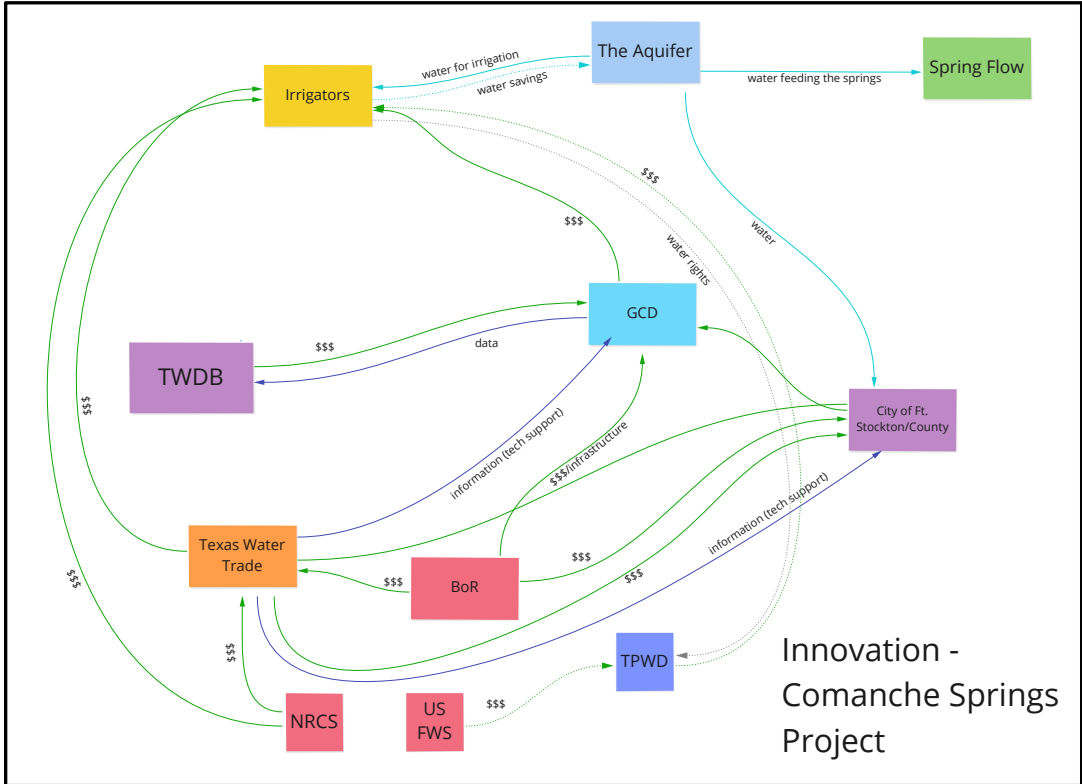 The Aquifer
Spring Flow
Irrigators
water for irrigation
water savings
water feeding the springs
$$$
$$$
water
water rights
GCD
TWDB
$$$
data
City of Ft.
Stockton/County
$$$
information (tech support)
$$$/infrastructure
information (tech support)
Texas Water
Trade
BoR
$$$
$$$
$$$
$$$
$$$
TPWD
NRCS
US
FWS
$$$
Innovation -
Comanche Springs
Project